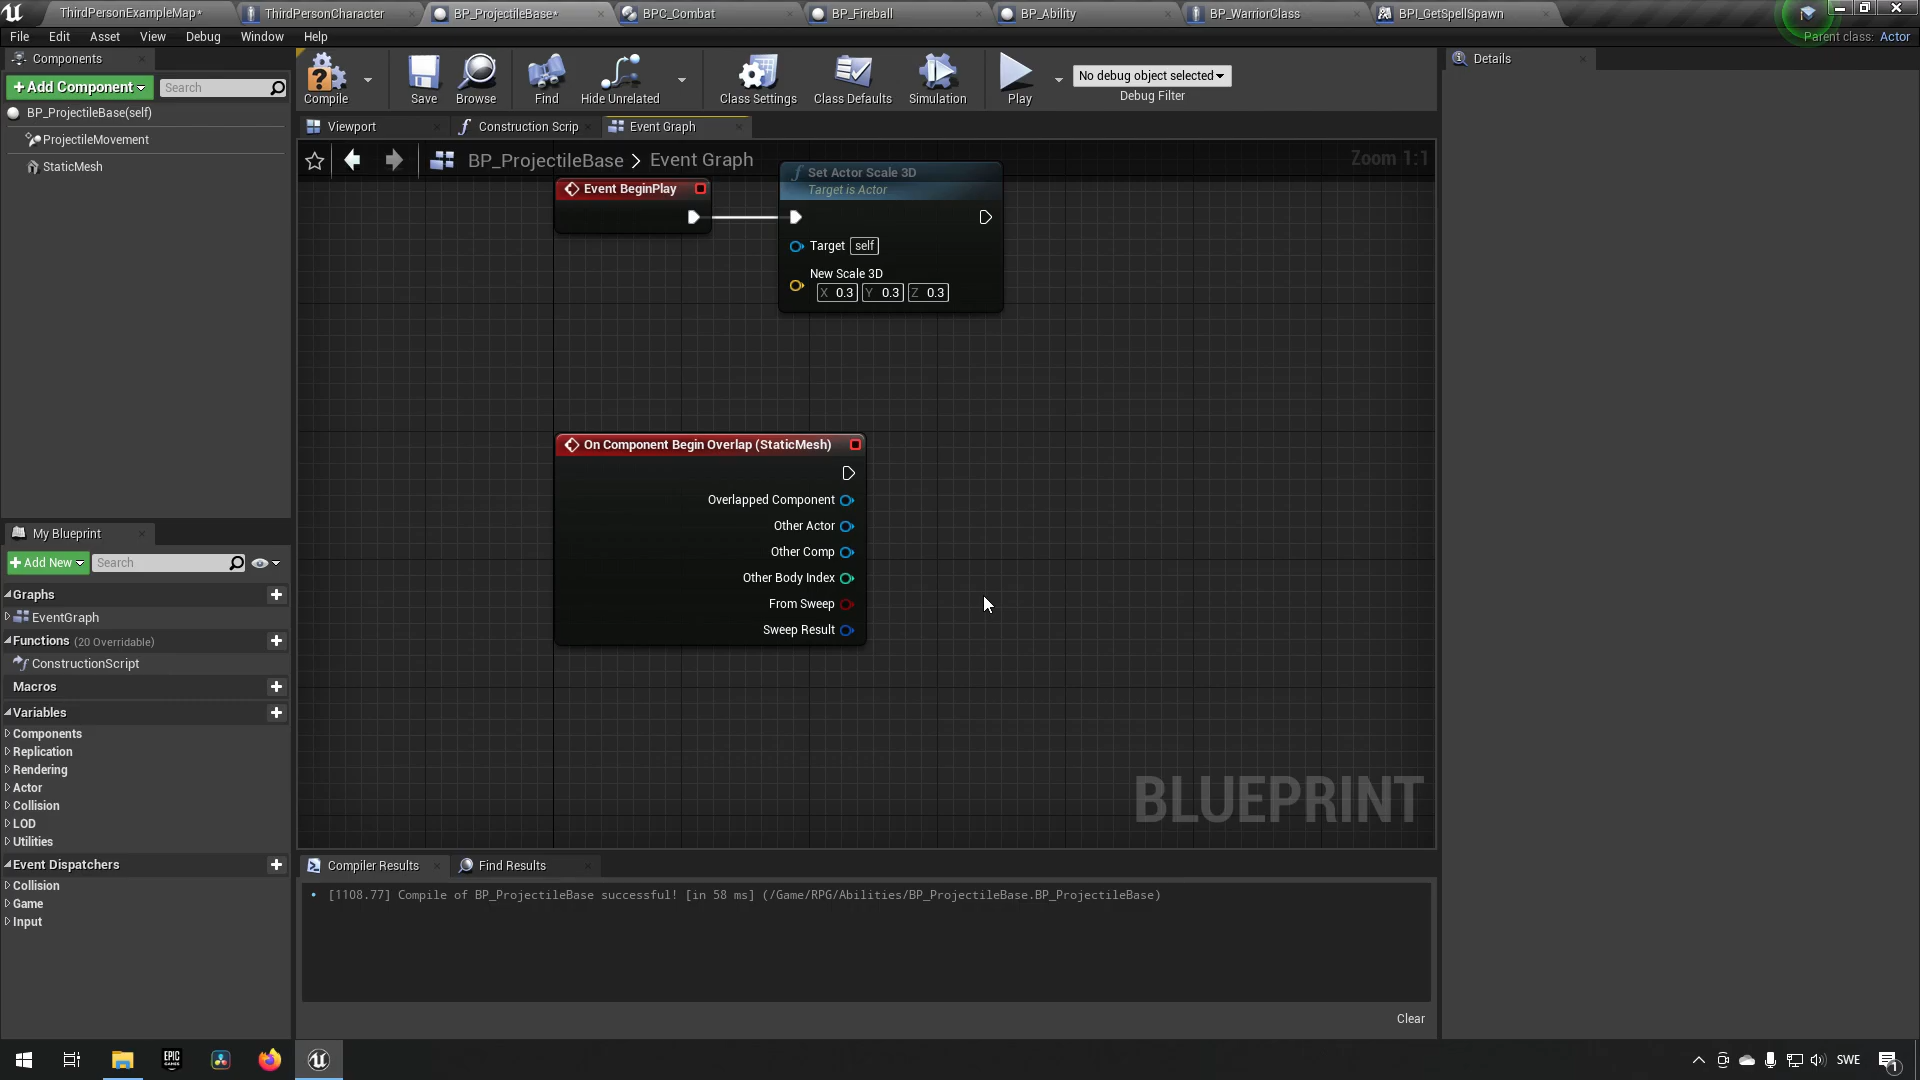 ThirdPersonExampleMap*
ThirdPersonCharacter
BP_ProjectileBase*
BPC_Combat
BP_Fireball
BP_Ability
BP_WarriorClass
BPI_GetSpellSpawn
File Edit Asset View Debug Window Help
Parent class: Actor
Components
+Add Component
Search
BP_ProjectileBase(self)
ProjectileMovement
StaticMesh
Compile
Save
Browse
Find
Hide Unrelated
Class Settings
Class Defaults
Simulation
Play
No debug object selected
Debug Filter
Details
Viewport
Construction Scrip
Event Graph
BP_ProjectileBase > Event Graph
Zoom 1:1
Event BeginPlay
Set Actor Scale 3D
Target is Actor
Target self
New Scale 3D
X 0.3 Y 0.3 Z 0.3
On Component Begin Overlap (StaticMesh)
Overlapped Component
Other Actor
Other Comp
Other Body Index
From Sweep
Sweep Result
BLUEPRINT
My Blueprint
+Add New
Search
Graphs
EventGraph
Functions (20 Overridable)
ConstructionScript
Macros
Variables
Components
Replication
Rendering
Actor
Collision
LOD
Utilities
Event Dispatchers
Collision
Game
Input
Compiler Results
Find Results
[1108.77] Compile of BP_ProjectileBase successful! [in 58 ms] (/Game/RPG/Abilities/BP_ProjectileBase.BP_ProjectileBase)
Clear
EPIC
GAMES
SWE
1